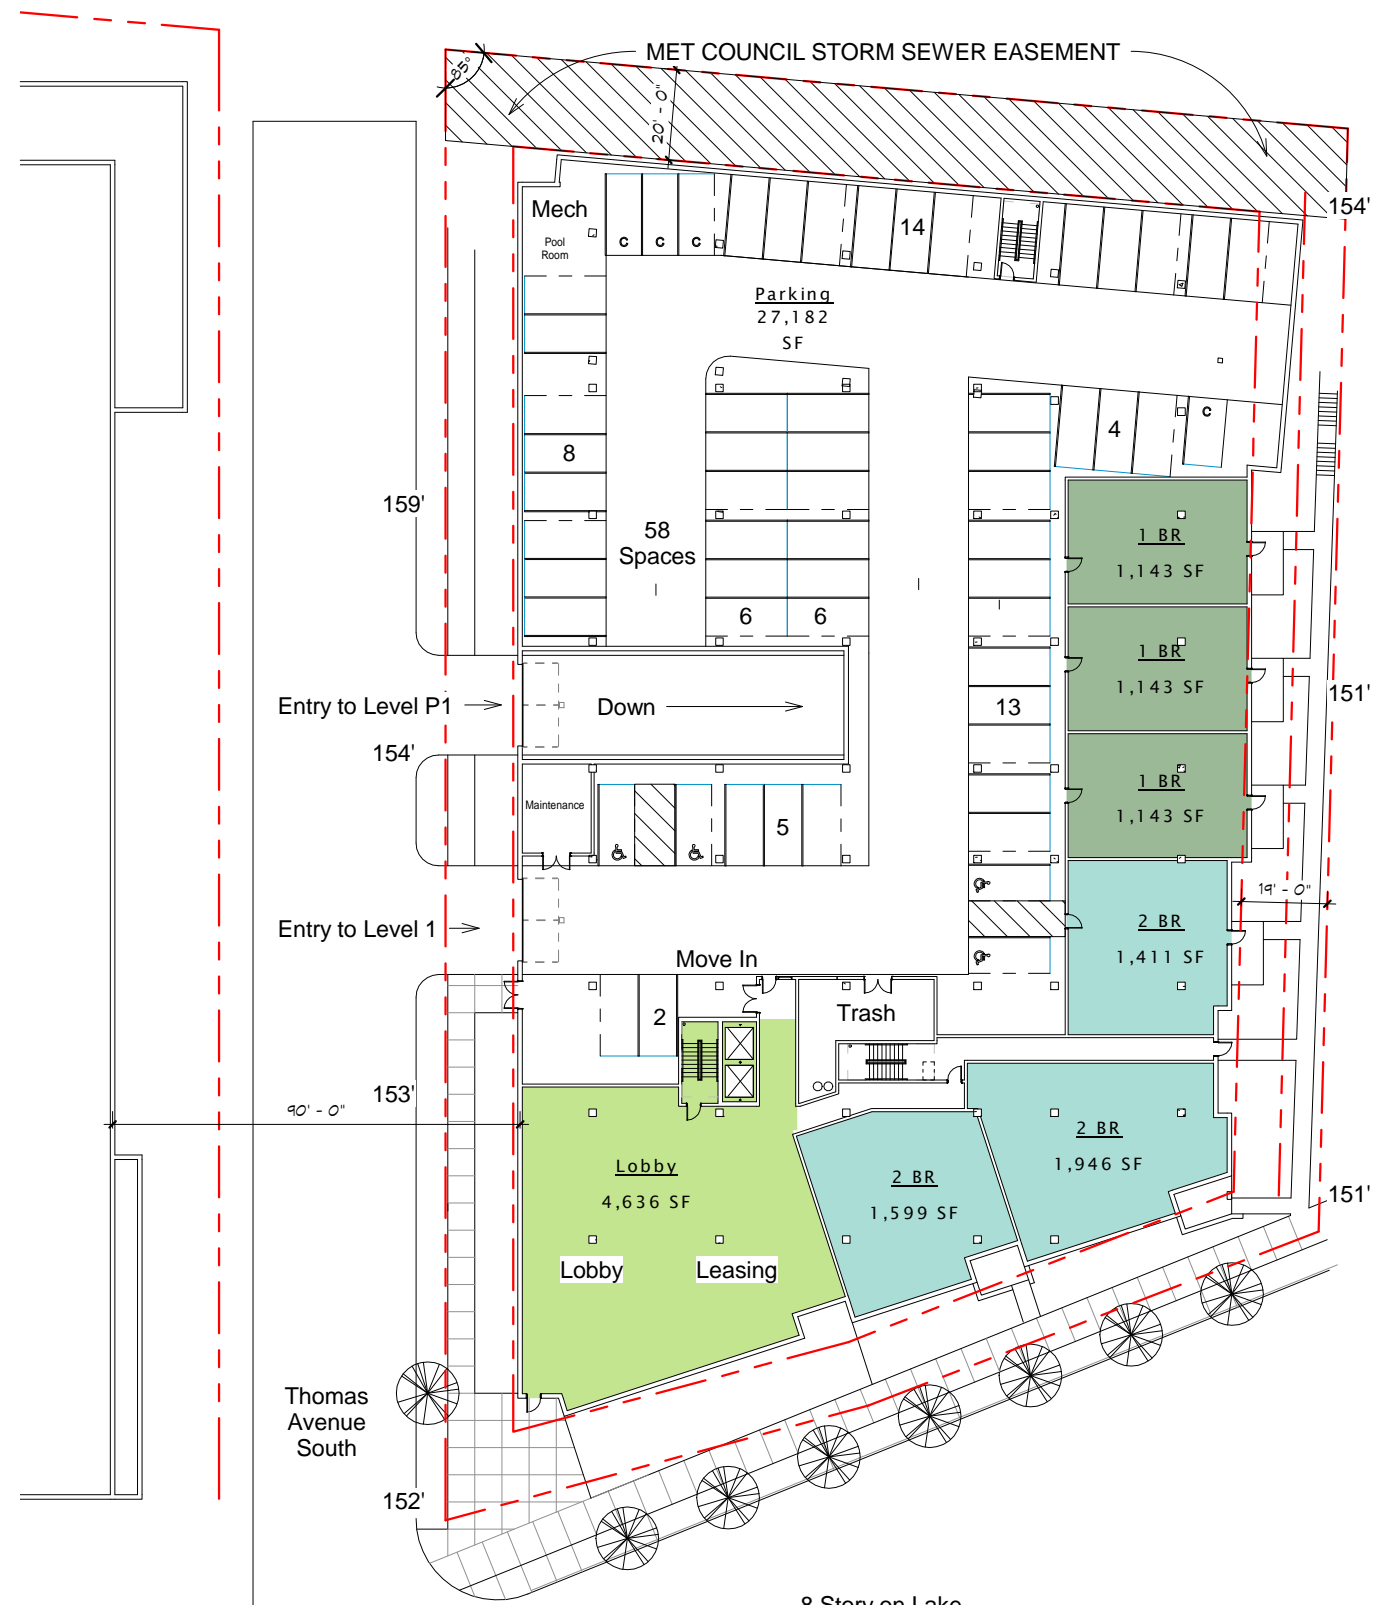 MET COUNCIL STORM SEWER EASEMENT
85°
20' - 0"
154'
Mech
Pool
Room
C
C
C
14
Parking
27,182
SF
C
4
8
159'
58
Spaces
1 BR
1,143 SF
6
6
1 BR
1,143 SF
151'
Entry to Level P1
Down
13
154'
1 BR
1,143 SF
Maintenance
5
19' - 0"
Entry to Level 1
2 BR
1,411 SF
Move In
Trash
2
153'
90' - 0"
2 BR
1,946 SF
Lobby
4,636 SF
2 BR
1,599 SF
151'
Lobby
Leasing
Thomas
Avenue
South
152'
8 Story on Lake